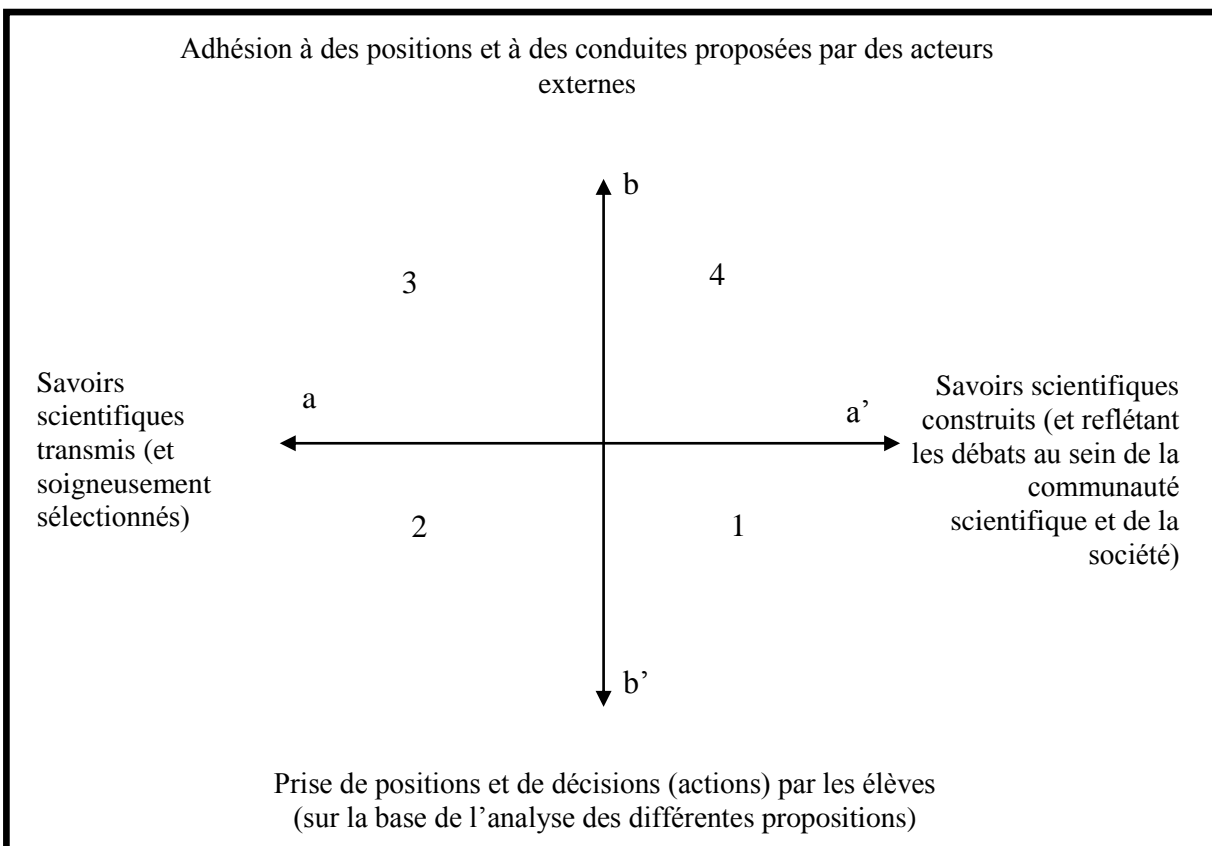 Adhésion à des positions et à des conduites proposées par des acteurs
externes
b
3
4
Savoirs
scientifiques
transmis (et
soigneusement
sélectionnés)
a
a’
Savoirs scientifiques
construits (et reflétant
les débats au sein de la
communauté
scientifique et de la
société)
2
1
b’
Prise de positions et de décisions (actions) par les élèves
(sur la base de l’analyse des différentes propositions)